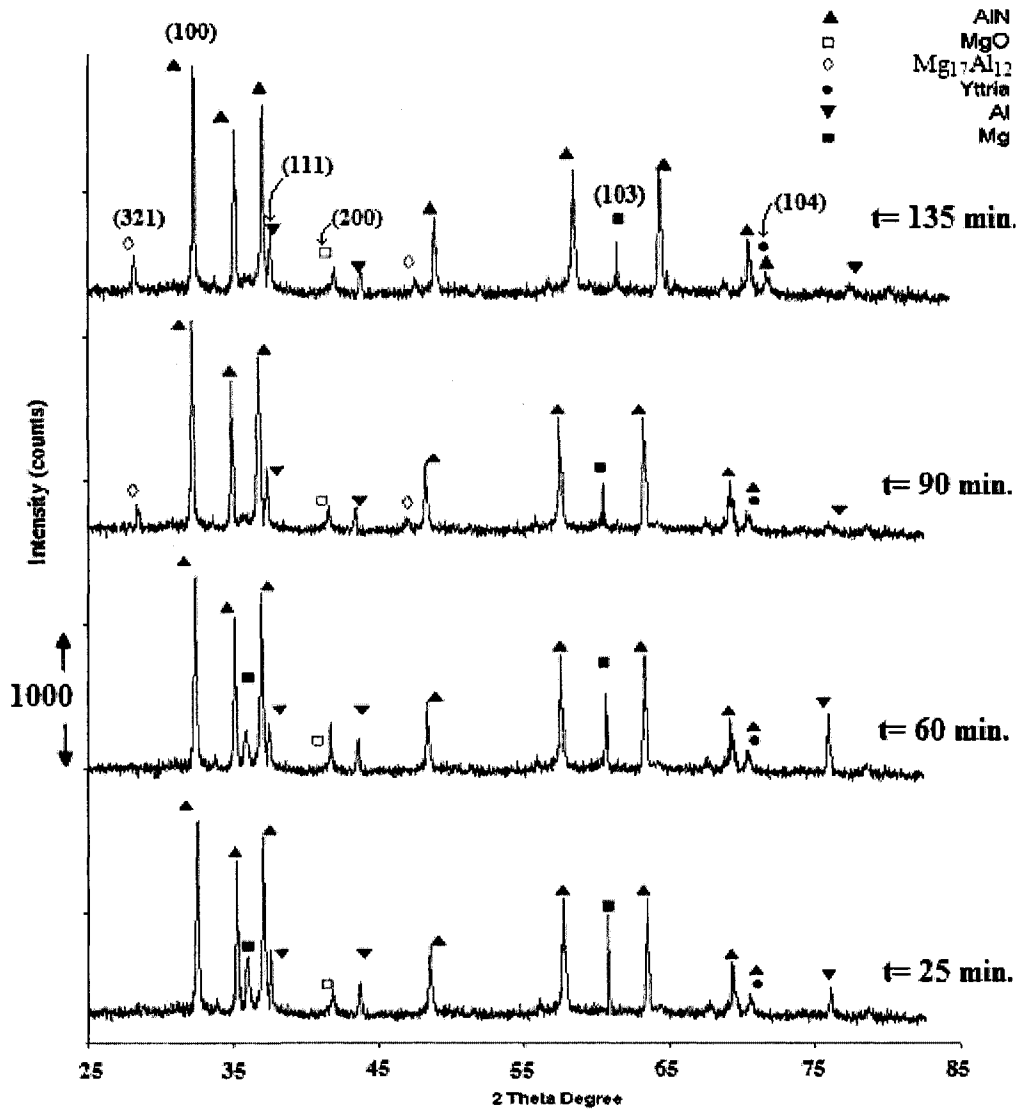 AlN
MgO
Mg17Al12
Yttria
Al
Mg
(100)
(111)
(321)
(200)
(103)
(104)
t= 135 min.
t= 90 min.
t= 60 min.
t= 25 min.
Intensity (counts)
1000
25 35 45 55 65 75 85
2 Theta Degree